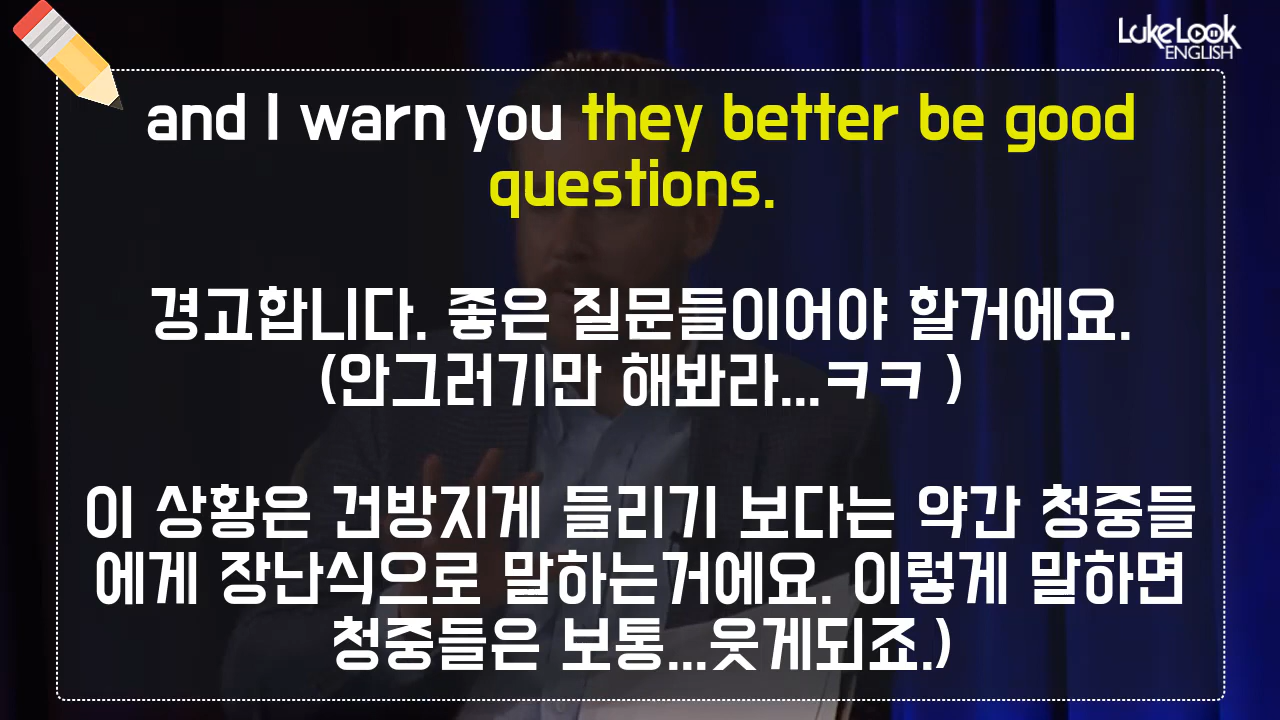 LukeLook
ENGLISH
and I warn you they better be good
questions.
경고합니다. 좋은 질문들이어야 할거에요.
(안그러기만 해봐라...ㅋㅋ )
이 상황은 건방지게 들리기 보다는 약간 청중들
에게 장난식으로 말하는거에요. 이렇게 말하면
청중들은 보통...웃게되죠.)